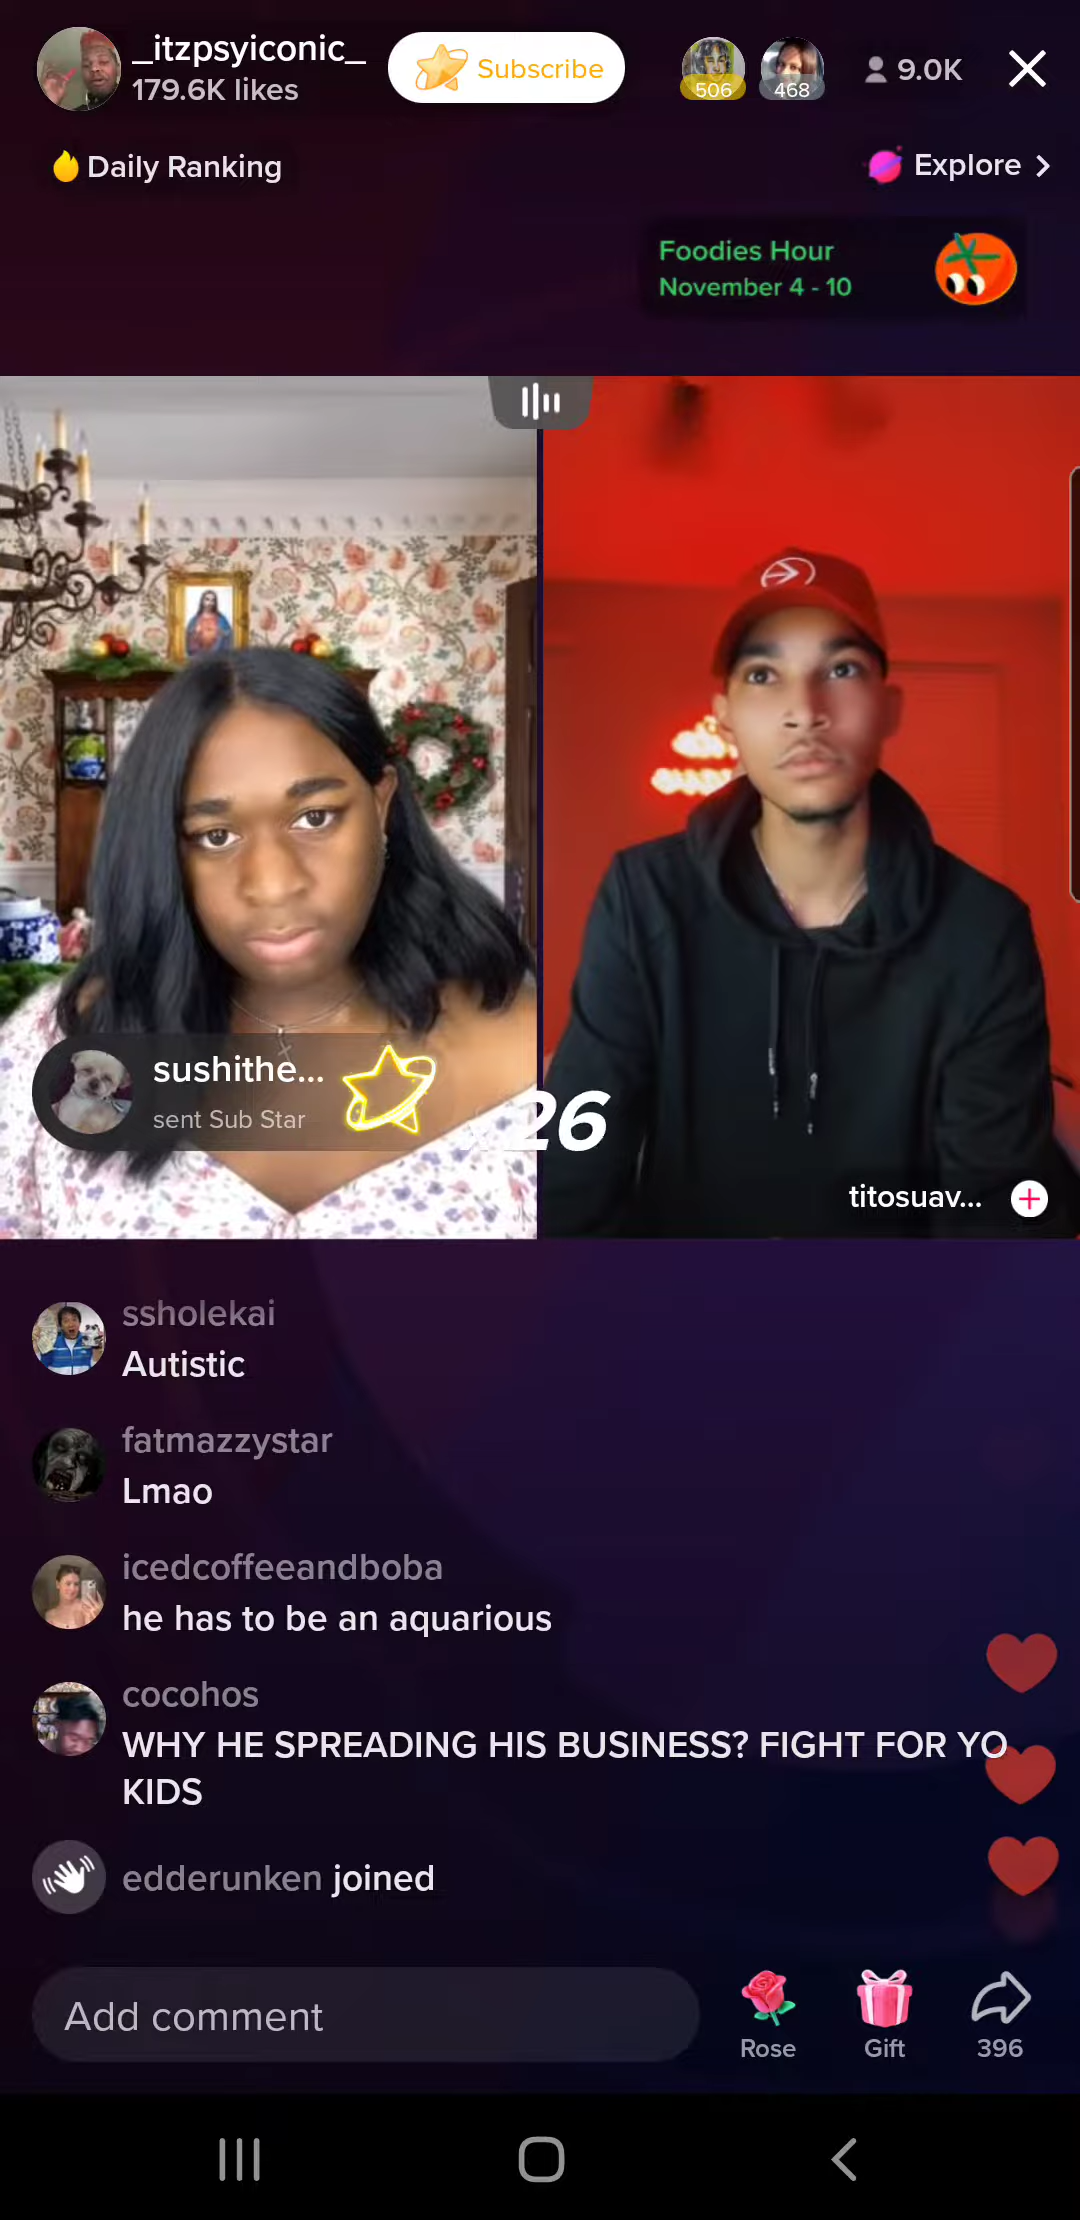 _itzpsyiconic_
179.6K likes
Subscribe
506
468
9.0K
Daily Ranking
Explore
Foodies Hour
November 4 - 10
sushithe...
sent Sub Star
26
titosuav...
ssholekai
Autistic
fatmazzystar
Lmao
icedcoffeeandboba
he has to be an aquarious
cocohos
WHY HE SPREADING HIS BUSINESS? FIGHT FOR YO
KIDS
edderunken joined
Add comment
Rose
Gift
396